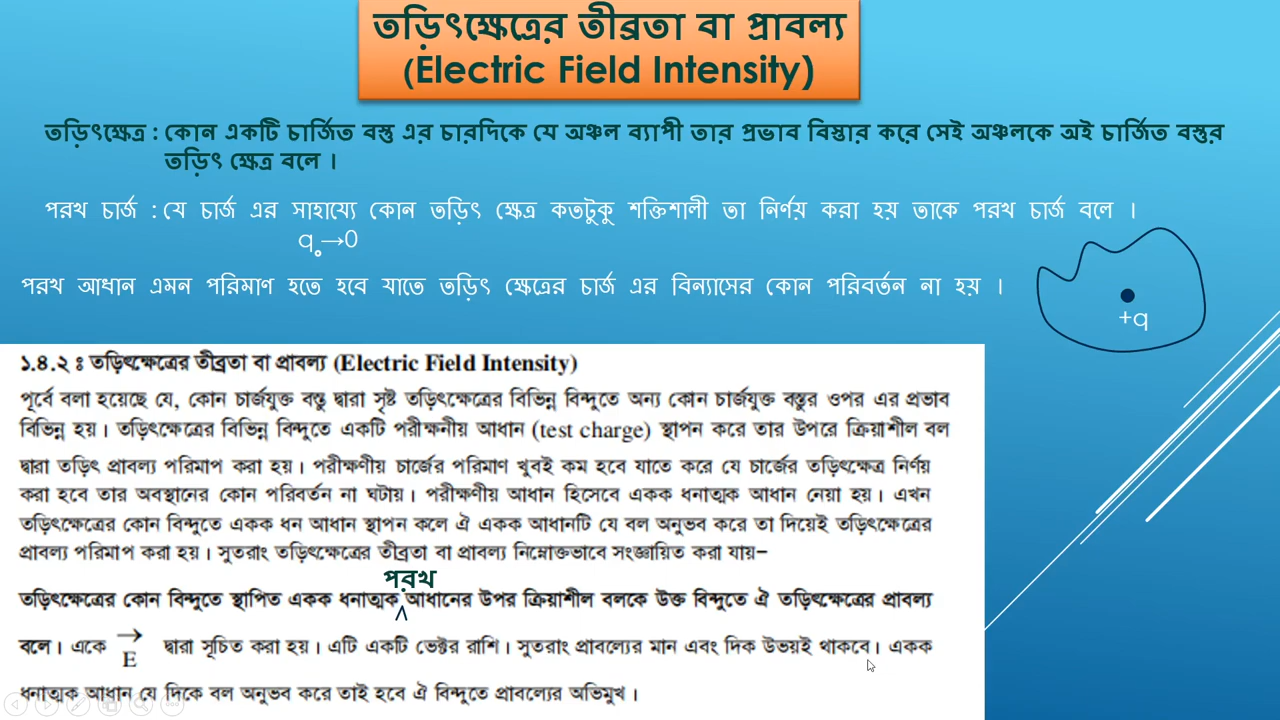 তড়িৎক্ষেত্রের তীব্রতা বা প্রাবল্য
(Electric Field Intensity)
তড়িৎক্ষেত্র : কোন একটি চার্জিত বস্তু এর চারদিকে যে অঞ্চল ব্যাপী তার প্রভাব বিস্তার করে সেই অঞ্চলকে অই চার্জিত বস্তুর
তড়িৎ ক্ষেত্র বলে ।
পরখ চার্জ : যে চার্জ এর সাহায্যে কোন তড়িৎ ক্ষেত্র কতটুকু শক্তিশালী তা নির্ণয় করা হয় তাকে পরখ চার্জ বলে ।
q₀→0
পরখ আধান এমন পরিমাণ হতে হবে যাতে তড়িৎ ক্ষেত্রের চার্জ এর বিন্যাসের কোন পরিবর্তন না হয় ।
+q
১.৪.২ ঃ তড়িৎক্ষেত্রের তীব্রতা বা প্রাবল্য (Electric Field Intensity)
পূর্বে বলা হয়েছে যে, কোন চার্জযুক্ত বস্তু দ্বারা সৃষ্ট তড়িৎক্ষেত্রের বিভিন্ন বিন্দুতে অন্য কোন চার্জযুক্ত বস্তুর ওপর এর প্রভাব
বিভিন্ন হয়। তড়িৎক্ষেত্রের বিভিন্ন বিন্দুতে একটি পরীক্ষনীয় আধান (test charge) স্থাপন করে তার উপরে ক্রিয়াশীল বল
দ্বারা তড়িৎ প্রাবল্য পরিমাপ করা হয়। পরীক্ষণীয় চার্জের পরিমাণ খুবই কম হবে যাতে করে যে চার্জের তড়িৎক্ষেত্র নির্ণয়
করা হবে তার অবস্থানের কোন পরিবর্তন না ঘটায়। পরীক্ষণীয় আধান হিসেবে একক ধনাত্মক আধান নেয়া হয়। এখন
তড়িৎক্ষেত্রের কোন বিন্দুতে একক ধন আধান স্থাপন কলে ঐ একক আধানটি যে বল অনুভব করে তা দিয়েই তড়িৎক্ষেত্রের
প্রাবল্য পরিমাপ করা হয়। সুতরাং তড়িৎক্ষেত্রের তীব্রতা বা প্রাবল্য নিম্নোক্তভাবে সংজ্ঞায়িত করা যায়–
পরখ
তড়িৎক্ষেত্রের কোন বিন্দুতে স্থাপিত একক ধনাত্মক আধানের উপর ক্রিয়াশীল বলকে উক্ত বিন্দুতে ঐ তড়িৎক্ষেত্রের প্রাবল্য
বলে। একে E→ দ্বারা সূচিত করা হয়। এটি একটি ভেক্টর রাশি। সুতরাং প্রাবল্যের মান এবং দিক উভয়ই থাকবে। একক
ধনাত্মক আধান যে দিকে বল অনুভব করে তাই হবে ঐ বিন্দুতে প্রাবল্যের অভিমুখ।